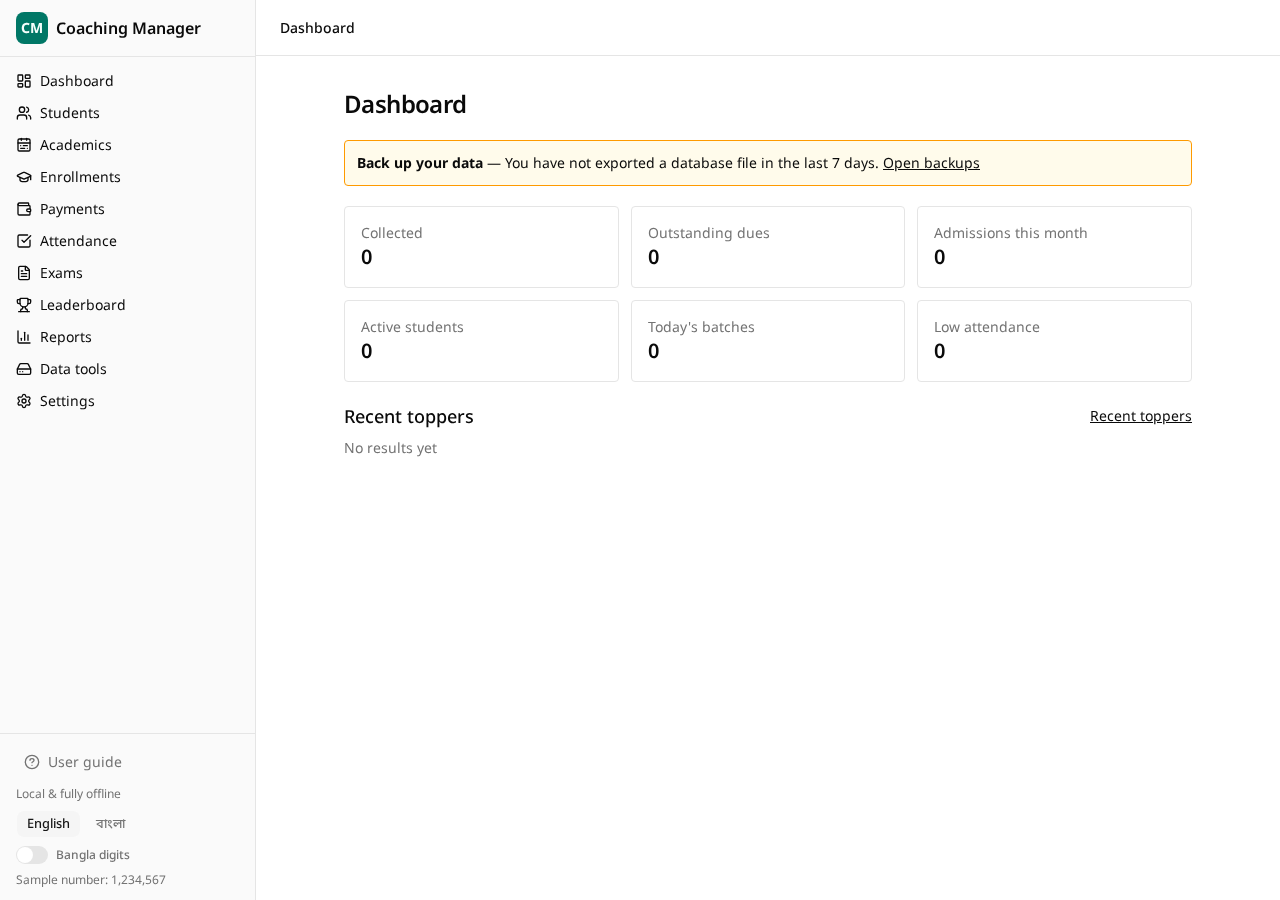 CM Coaching Manager
Dashboard
Dashboard
Students
Academics
Enrollments
Payments
Attendance
Exams
Leaderboard
Reports
Data tools
Settings
User guide
Local & fully offline
English বাংলা
Bangla digits
Sample number: 1,234,567
Dashboard
Back up your data — You have not exported a database file in the last 7 days. Open backups
Collected
0
Outstanding dues
0
Admissions this month
0
Active students
0
Today's batches
0
Low attendance
0
Recent toppers
Recent toppers
No results yet